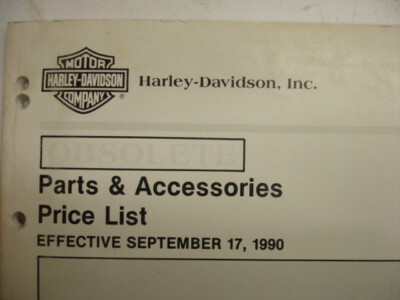 MOTOR
HARLEY-DAVIDSON
COMPANY
®
Harley-Davidson, Inc.
OBSOLETE
Parts & Accessories
Price List
EFFECTIVE SEPTEMBER 17, 1990